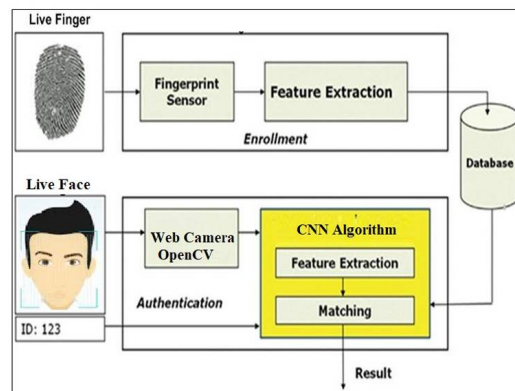 Live Finger
Fingerprint
Sensor
Feature Extraction
Enrollment
Database
Live Face
Web Camera
OpenCV
CNN Algorithm
Feature Extraction
Matching
Authentication
ID: 123
Result